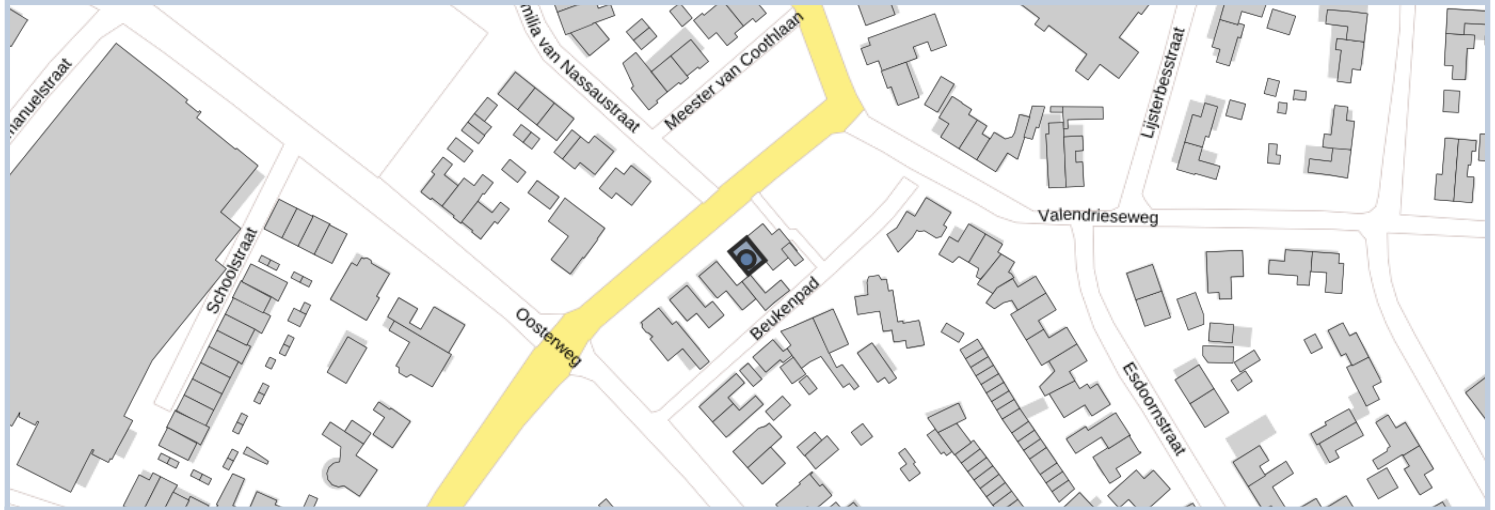 milia van Nassaustraat
Meester van Coothlaan
Lijsterbesstraat
manuelstraat
Valendrieseweg
Schoolstraat
Beukenpad
Oosterweg
Esdoornstraat